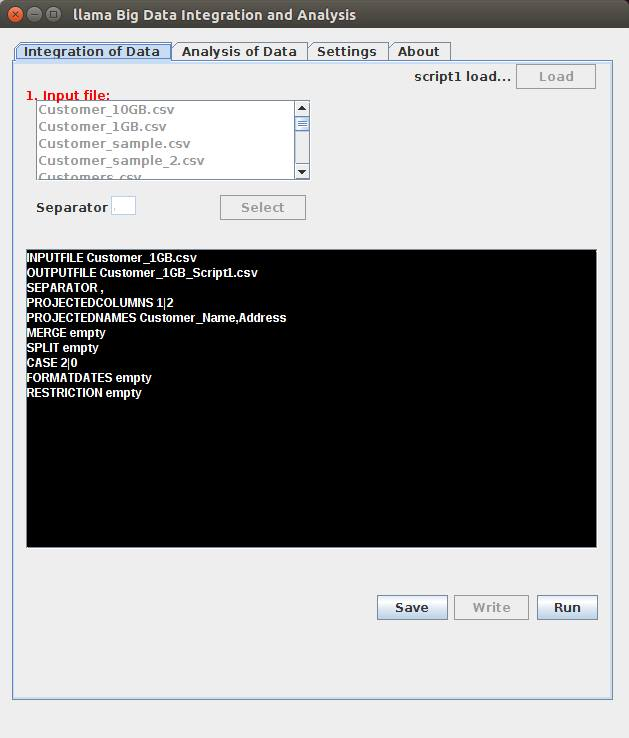 llama Big Data Integration and Analysis
Integration of Data
Analysis of Data
Settings
About
script1 load...
Load
1. Input file:
Customer_10GB.csv
Customer_1GB.csv
Customer_sample.csv
Customer_sample_2.csv
Customers.csv
Separator ,
Select
INPUTFILE Customer_1GB.csv
OUTPUTFILE Customer_1GB_Script1.csv
SEPARATOR ,
PROJECTEDCOLUMNS 1|2
PROJECTEDNAMES Customer_Name,Address
MERGE empty
SPLIT empty
CASE 2|0
FORMATDATES empty
RESTRICTION empty
Save
Write
Run